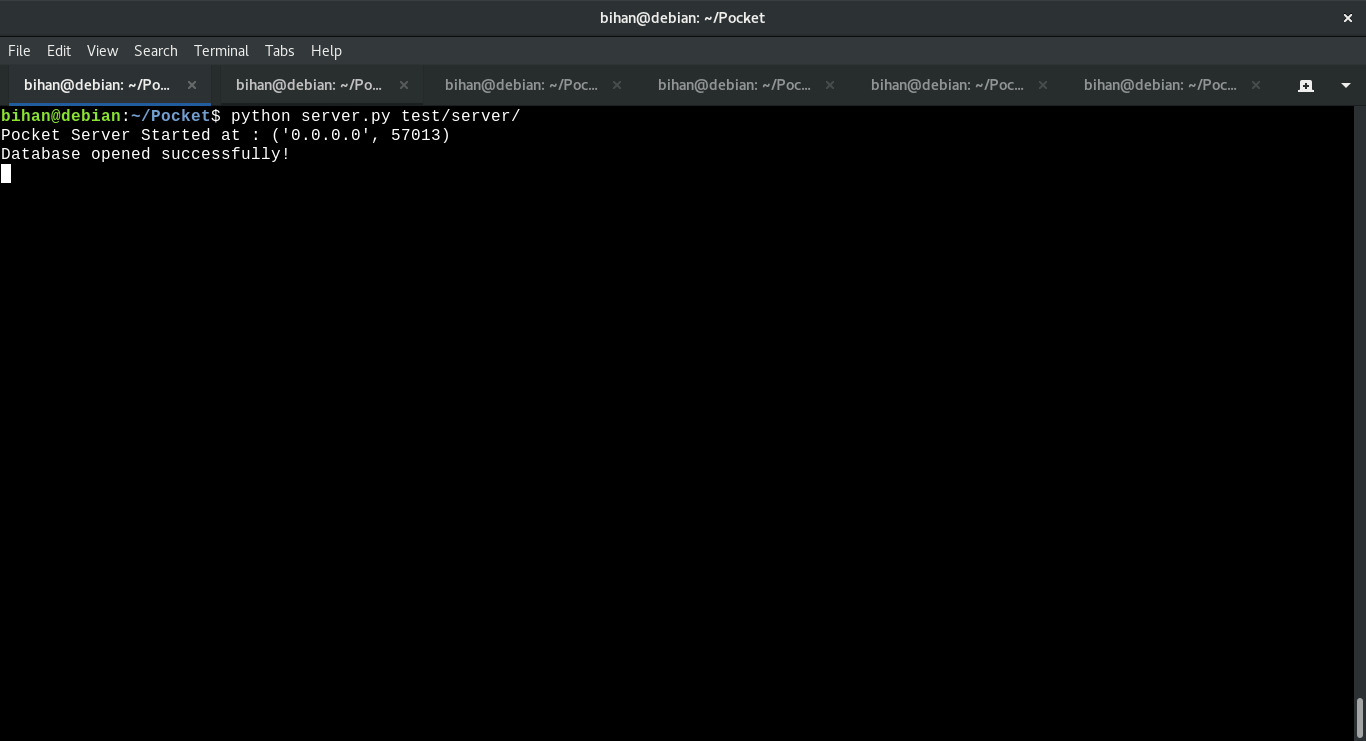 bihan@debian: ~/Pocket
File Edit View Search Terminal Tabs Help
bihan@debian: ~/Po... bihan@debian: ~/Po... bihan@debian: ~/Poc... bihan@debian: ~/Poc... bihan@debian: ~/Poc... bihan@debian: ~/Poc...
bihan@debian:~/Pocket$ python server.py test/server/
Pocket Server Started at : ('0.0.0.0', 57013)
Database opened successfully!